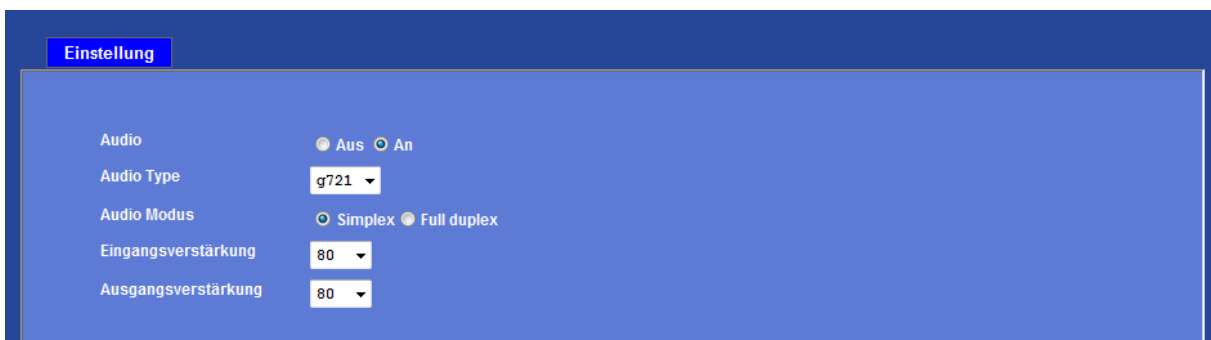 Einstellung
Audio Aus An
Audio Type g721
Audio Modus Simplex Full duplex
Eingangsverstärkung 80
Ausgangsverstärkung 80